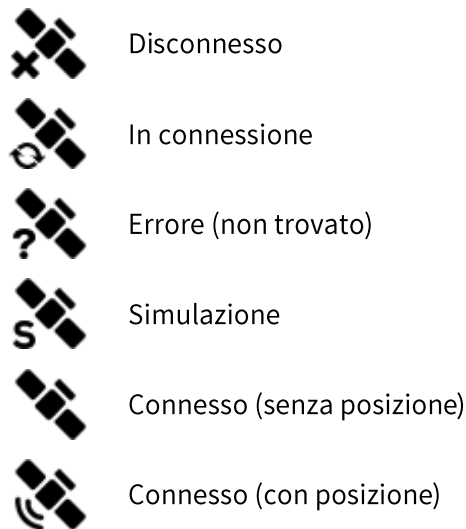 Disconnesso
In connessione
? Errore (non trovato)
S Simulazione
Connesso (senza posizione)
Connesso (con posizione)